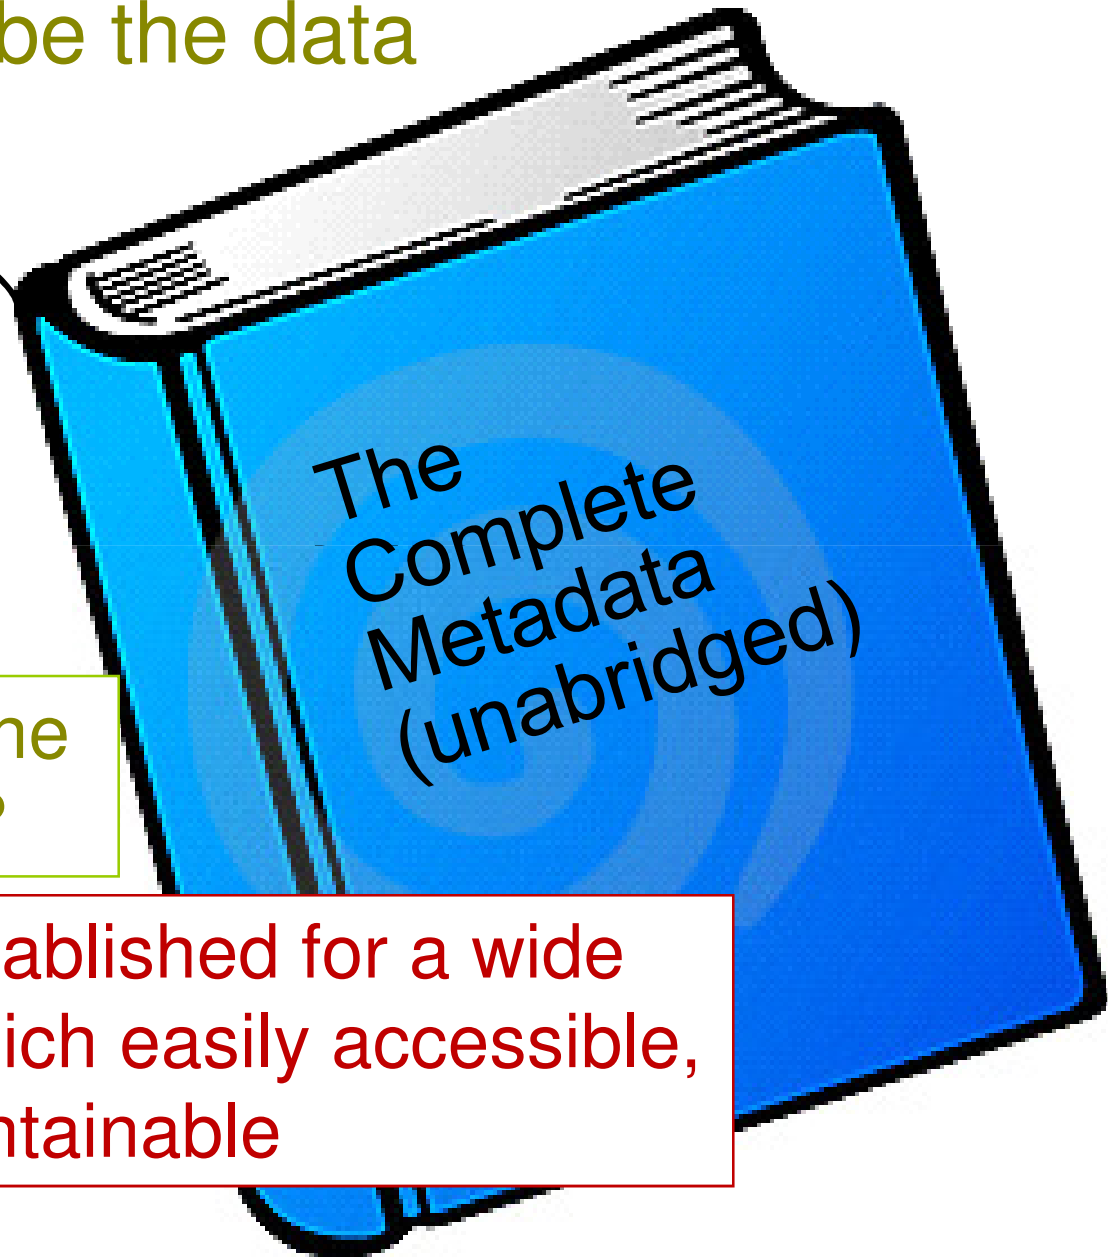 be the data
The
Complete
Metadata
(unabridged)
ne
?
ablished for a wide
ich easily accessible,
ntainable